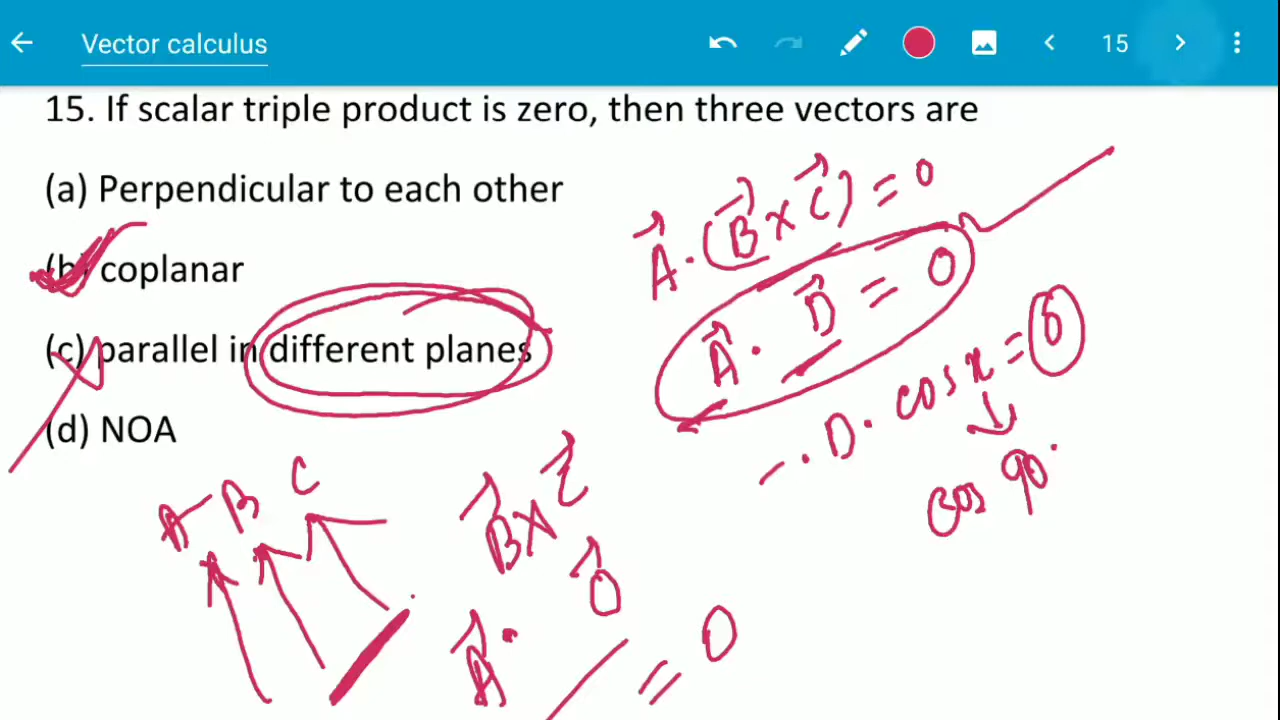 Vector calculus
15
15. If scalar triple product is zero, then three vectors are
(a) Perpendicular to each other
(b) coplanar
(c) parallel in different planes
(d) NOA
A⃗ · (B⃗ × C⃗) = 0
A⃗ · D⃗ = 0
D · cos x = 0
cos 90°
A B C
B⃗ × C⃗
0⃗
A⃗ ·
= 0